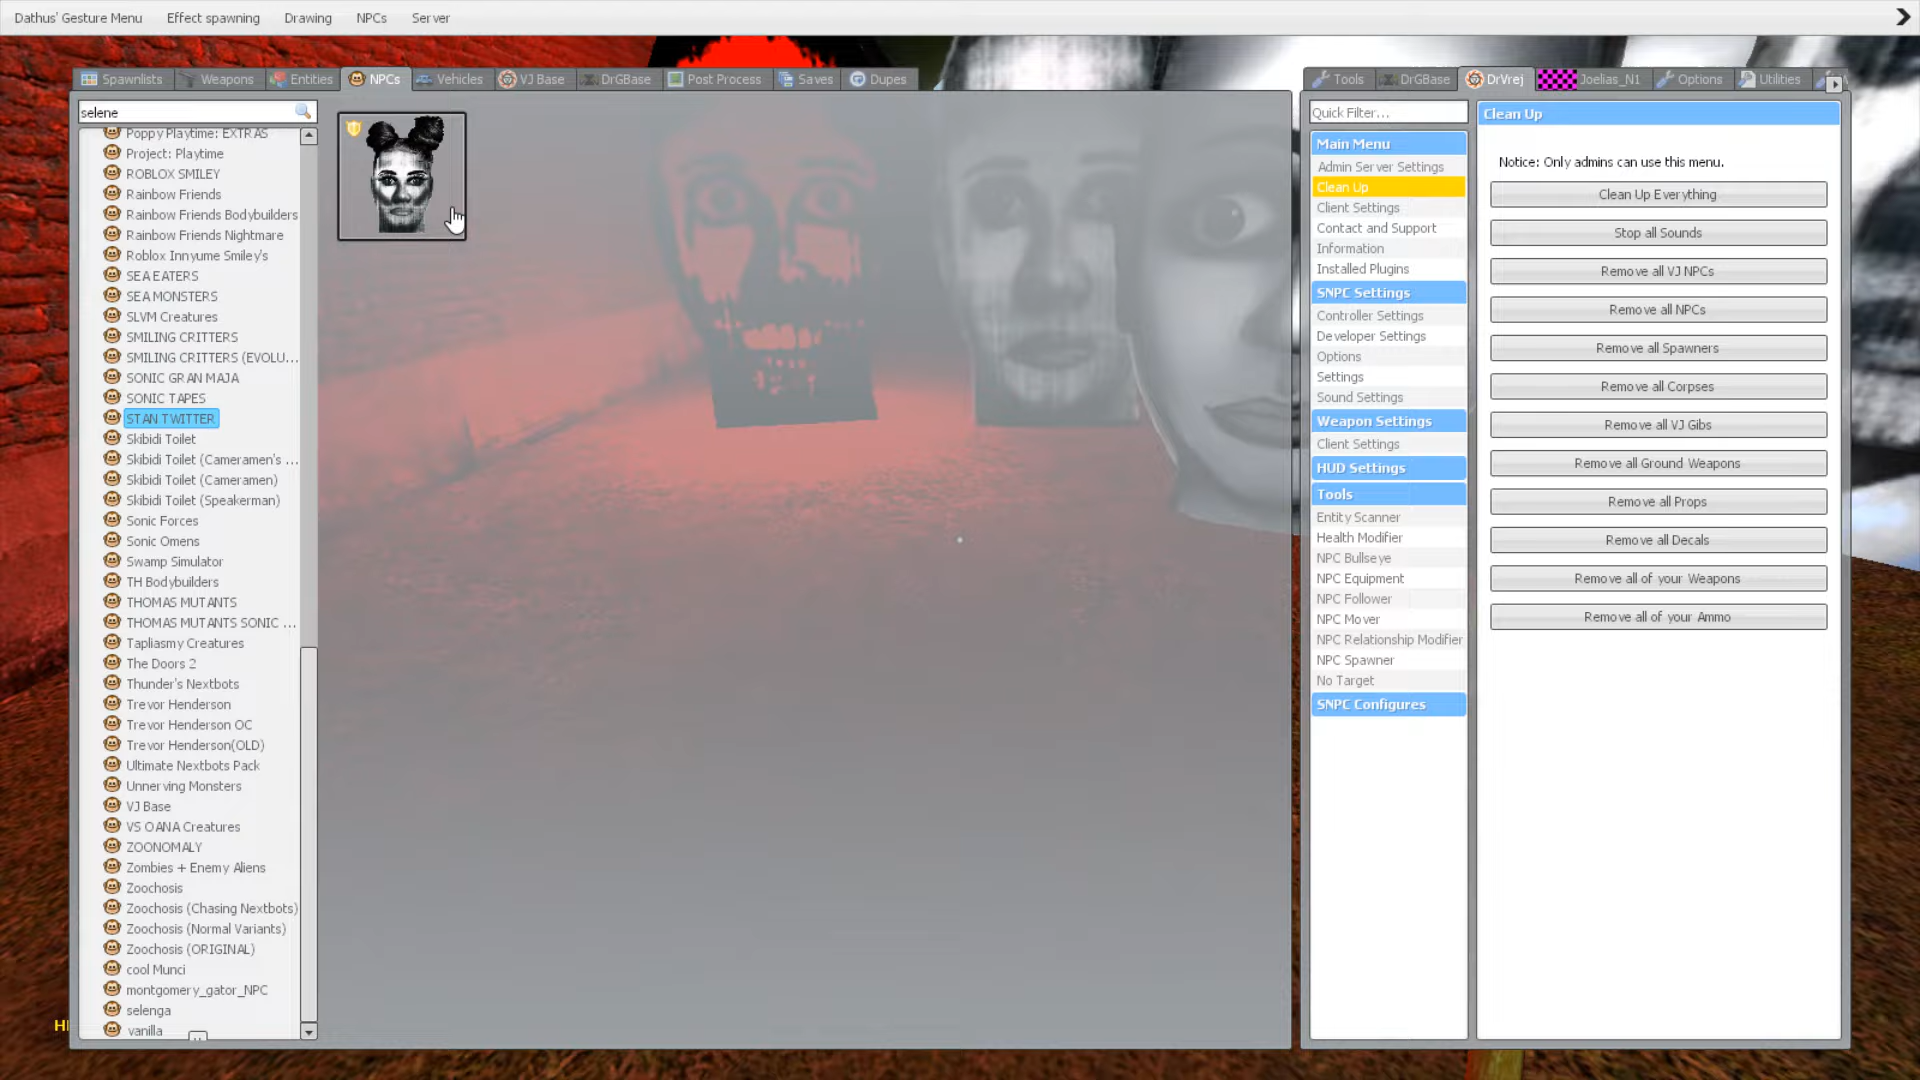 Dathus' Gesture Menu Effect spawning Drawing NPCs Server
Spawnlists Weapons Entities NPCs Vehicles VJ Base DrGBase Post Process Saves Dupes
selene
Poppy Playtime: EXTRAS
Project: Playtime
ROBLOX SMILEY
Rainbow Friends
Rainbow Friends Bodybuilders
Rainbow Friends Nightmare
Roblox Innyume Smiley's
SEA EATERS
SEA MONSTERS
SLVM Creatures
SMILING CRITTERS
SMILING CRITTERS (EVOLU...
SONIC GRAN MAJA
SONIC TAPES
STAN TWITTER
Skibidi Toilet
Skibidi Toilet (Cameramen's ...
Skibidi Toilet (Cameramen)
Skibidi Toilet (Speakerman)
Sonic Forces
Sonic Omens
Swamp Simulator
TH Bodybuilders
THOMAS MUTANTS
THOMAS MUTANTS SONIC ...
Tapliasmy Creatures
The Doors 2
Thunder's Nextbots
Trevor Henderson
Trevor Henderson OC
Trevor Henderson(OLD)
Ultimate Nextbots Pack
Unnerving Monsters
VJ Base
VS OANA Creatures
ZOONOMALY
Zombies + Enemy Aliens
Zoochosis
Zoochosis (Chasing Nextbots)
Zoochosis (Normal Variants)
Zoochosis (ORIGINAL)
cool Munci
montgomery_gator_NPC
selenga
vanilla
Tools DrGBase DrVrej Joelias_N1 Options Utilities
Quick Filter...
Main Menu
Admin Server Settings
Clean Up
Client Settings
Contact and Support
Information
Installed Plugins
SNPC Settings
Controller Settings
Developer Settings
Options
Settings
Sound Settings
Weapon Settings
Client Settings
HUD Settings
Tools
Entity Scanner
Health Modifier
NPC Bullseye
NPC Equipment
NPC Follower
NPC Mover
NPC Relationship Modifier
NPC Spawner
No Target
SNPC Configures
Clean Up
Notice: Only admins can use this menu.
Clean Up Everything
Stop all Sounds
Remove all VJ NPCs
Remove all NPCs
Remove all Spawners
Remove all Corpses
Remove all VJ Gibs
Remove all Ground Weapons
Remove all Props
Remove all Decals
Remove all of your Weapons
Remove all of your Ammo